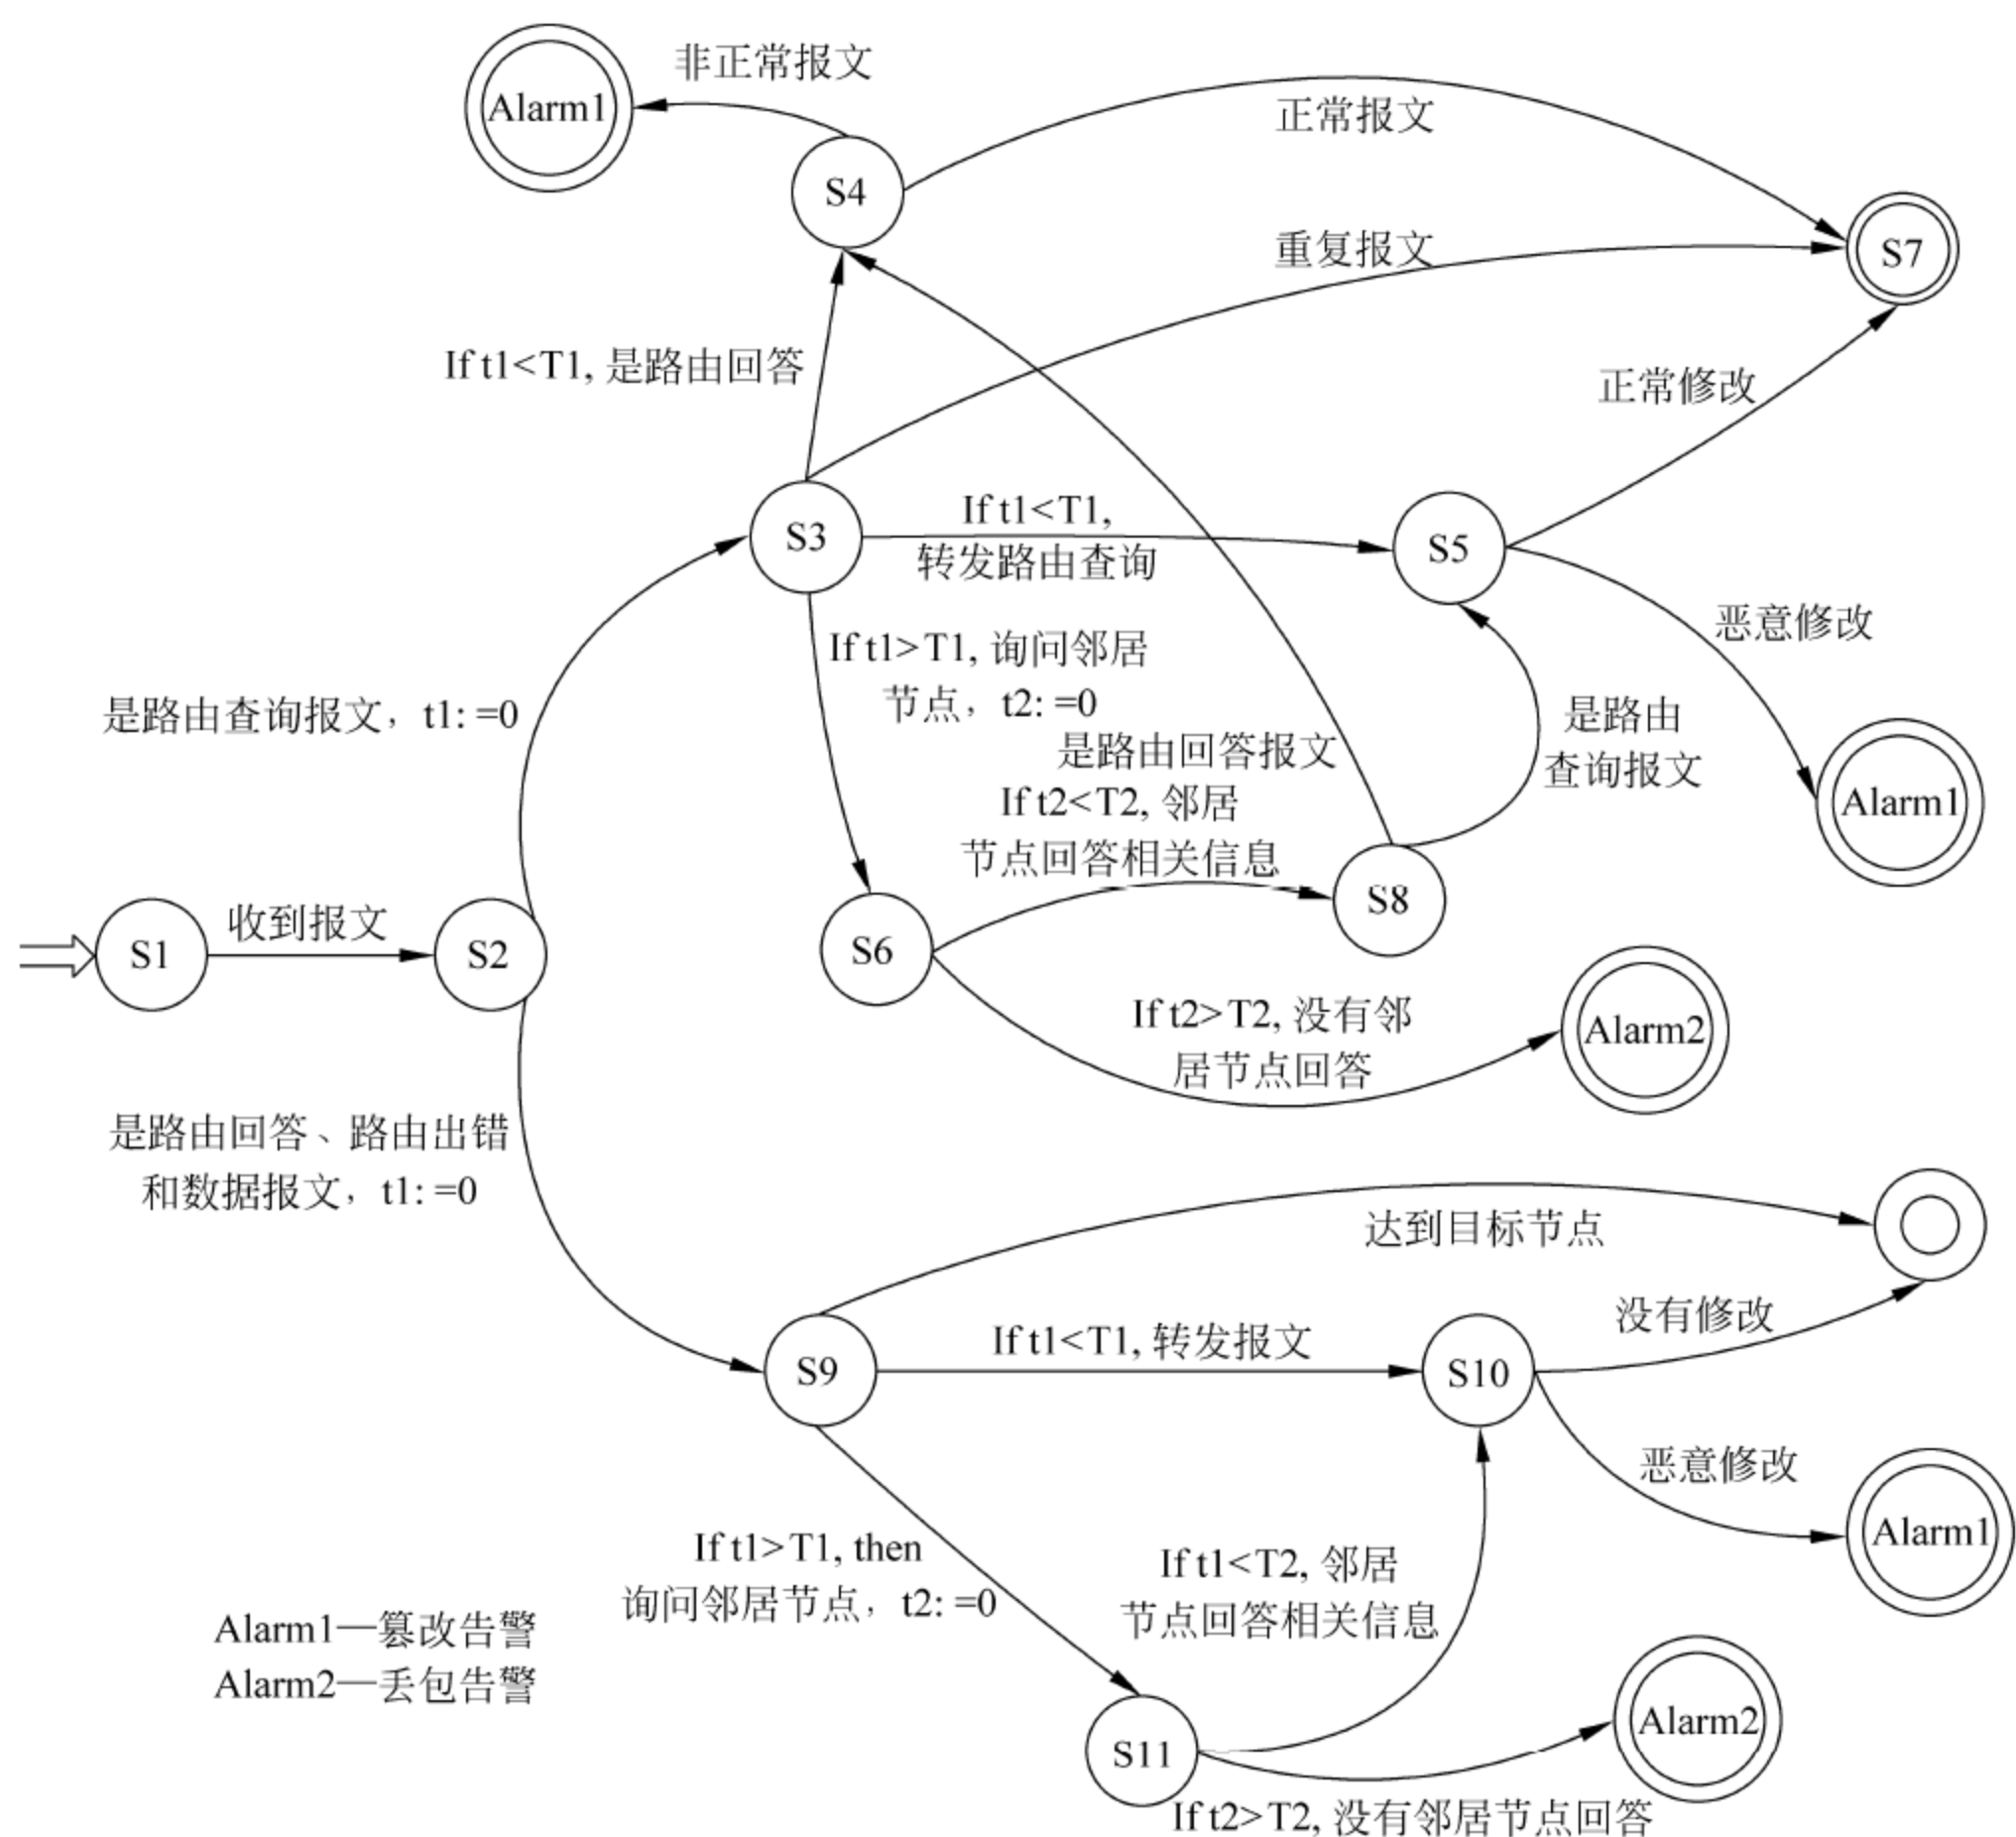 非正常报文
Alarm1
正常报文
S4
重复报文
S7
If t1<T1, 是路由回答
正常修改
If t1<T1,
转发路由查询
S3
S5
If t1>T1, 询问邻居
节点，t2: =0
恶意修改
是路由查询报文，t1: =0
是路由
查询报文
是路由回答报文
If t2<T2, 邻居
节点回答相关信息
Alarm1
S8
收到报文
S1
S2
S6
If t2>T2, 没有邻
居节点回答
Alarm2
是路由回答、路由出错
和数据报文，t1: =0
达到目标节点
没有修改
If t1<T1, 转发报文
S9
S10
恶意修改
Alarm1
If t1>T1, then
询问邻居节点，t2: =0
If t1<T2, 邻居
节点回答相关信息
Alarm1—篡改告警
Alarm2—丢包告警
Alarm2
S11
If t2>T2, 没有邻居节点回答